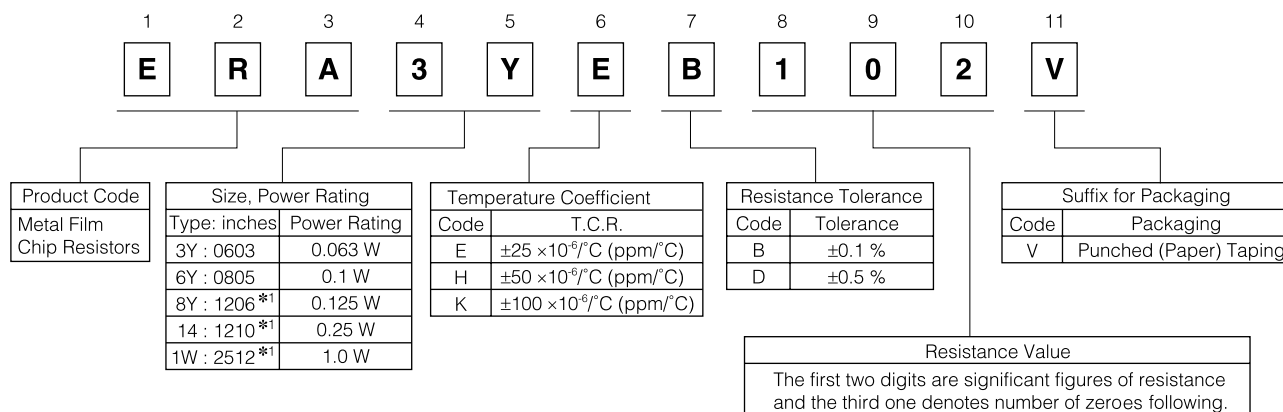 1 2 3 4 5 6 7 8 9 10 11
E R A 3 Y E B 1 0 2 V
Product Code
Metal Film
Chip Resistors
Size, Power Rating
Type: inches Power Rating
3Y : 0603 0.063 W
6Y : 0805 0.1 W
8Y : 1206 *1 0.125 W
14 : 1210 *1 0.25 W
1W : 2512 *1 1.0 W
Temperature Coefficient
Code T.C.R.
E ±25 ×10⁻⁶/°C (ppm/°C)
H ±50 ×10⁻⁶/°C (ppm/°C)
K ±100 ×10⁻⁶/°C (ppm/°C)
Resistance Tolerance
Code Tolerance
B ±0.1 %
D ±0.5 %
Suffix for Packaging
Code Packaging
V Punched (Paper) Taping
Resistance Value
The first two digits are significant figures of resistance
and the third one denotes number of zeroes following.